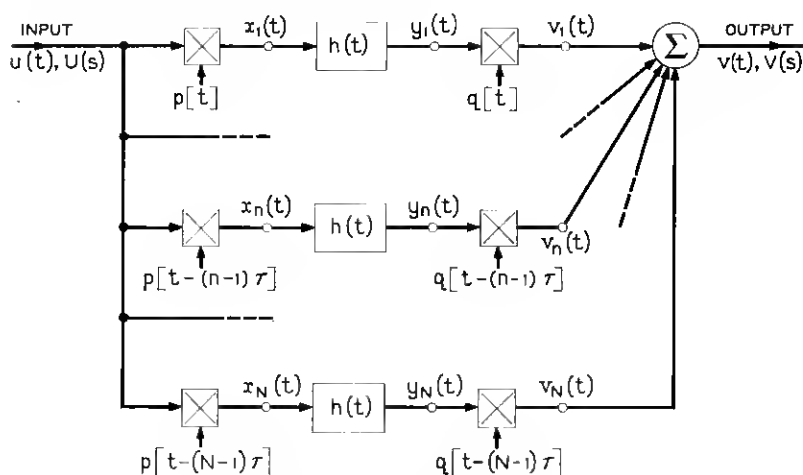 INPUT
u(t), U(s)
x₁(t)
h(t)
y₁(t)
v₁(t)
Σ
OUTPUT
v(t), V(s)
p[t]
q[t]
xₙ(t)
h(t)
yₙ(t)
vₙ(t)
p[t-(n-1)τ]
q[t-(n-1)τ]
x_N(t)
h(t)
y_N(t)
v_N(t)
p[t-(N-1)τ]
q[t-(N-1)τ]